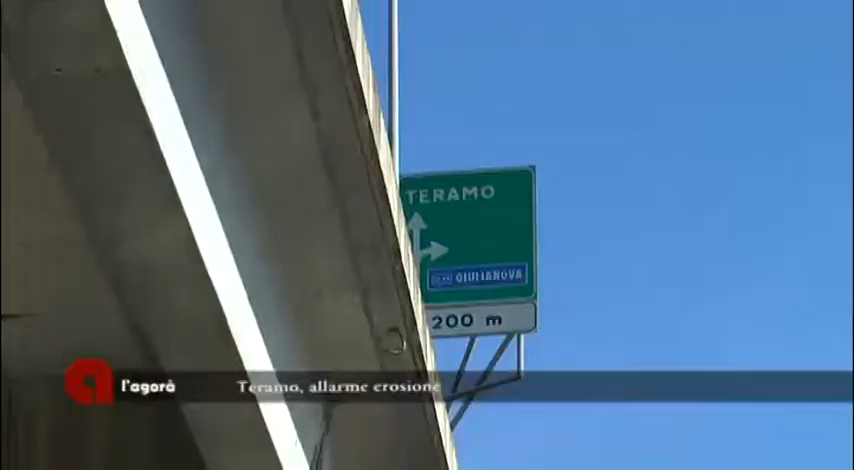 TERAMO
GIULIANOVA
200 m
l'agorà
Teramo, allarme erosione